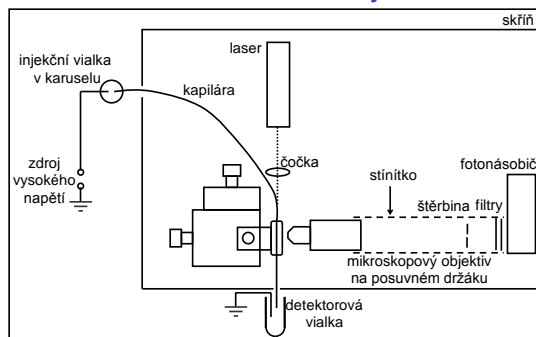 skříň
laser
injekční vialka
v karuselu
kapilára
čočka
fotonásobič
zdroj
vysokého
napětí
stínítko
štěrbina
filtry
mikroskopový objektiv
na posuvném držáku
detektorová
vialka